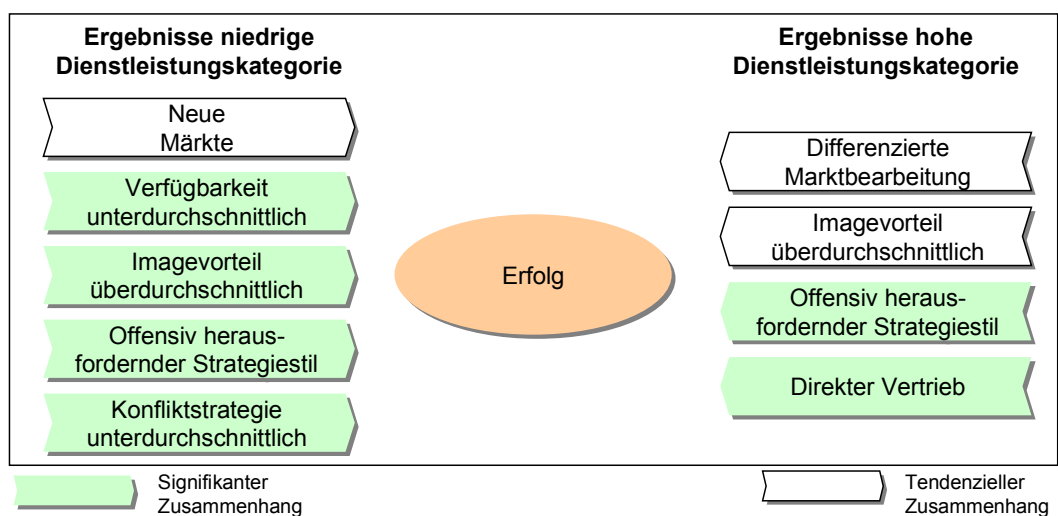 Ergebnisse niedrige
Dienstleistungskategorie
Neue
Märkte
Verfügbarkeit
unterdurchschnittlich
Imagevorteil
überdurchschnittlich
Offensiv heraus-
fordernder Strategiestil
Konfliktstrategie
unterdurchschnittlich
Erfolg
Ergebnisse hohe
Dienstleistungskategorie
Differenzierte
Marktbearbeitung
Imagevorteil
überdurchschnittlich
Offensiv heraus-
fordernder Strategiestil
Direkter Vertrieb
Signifikanter
Zusammenhang
Tendenzieller
Zusammenhang